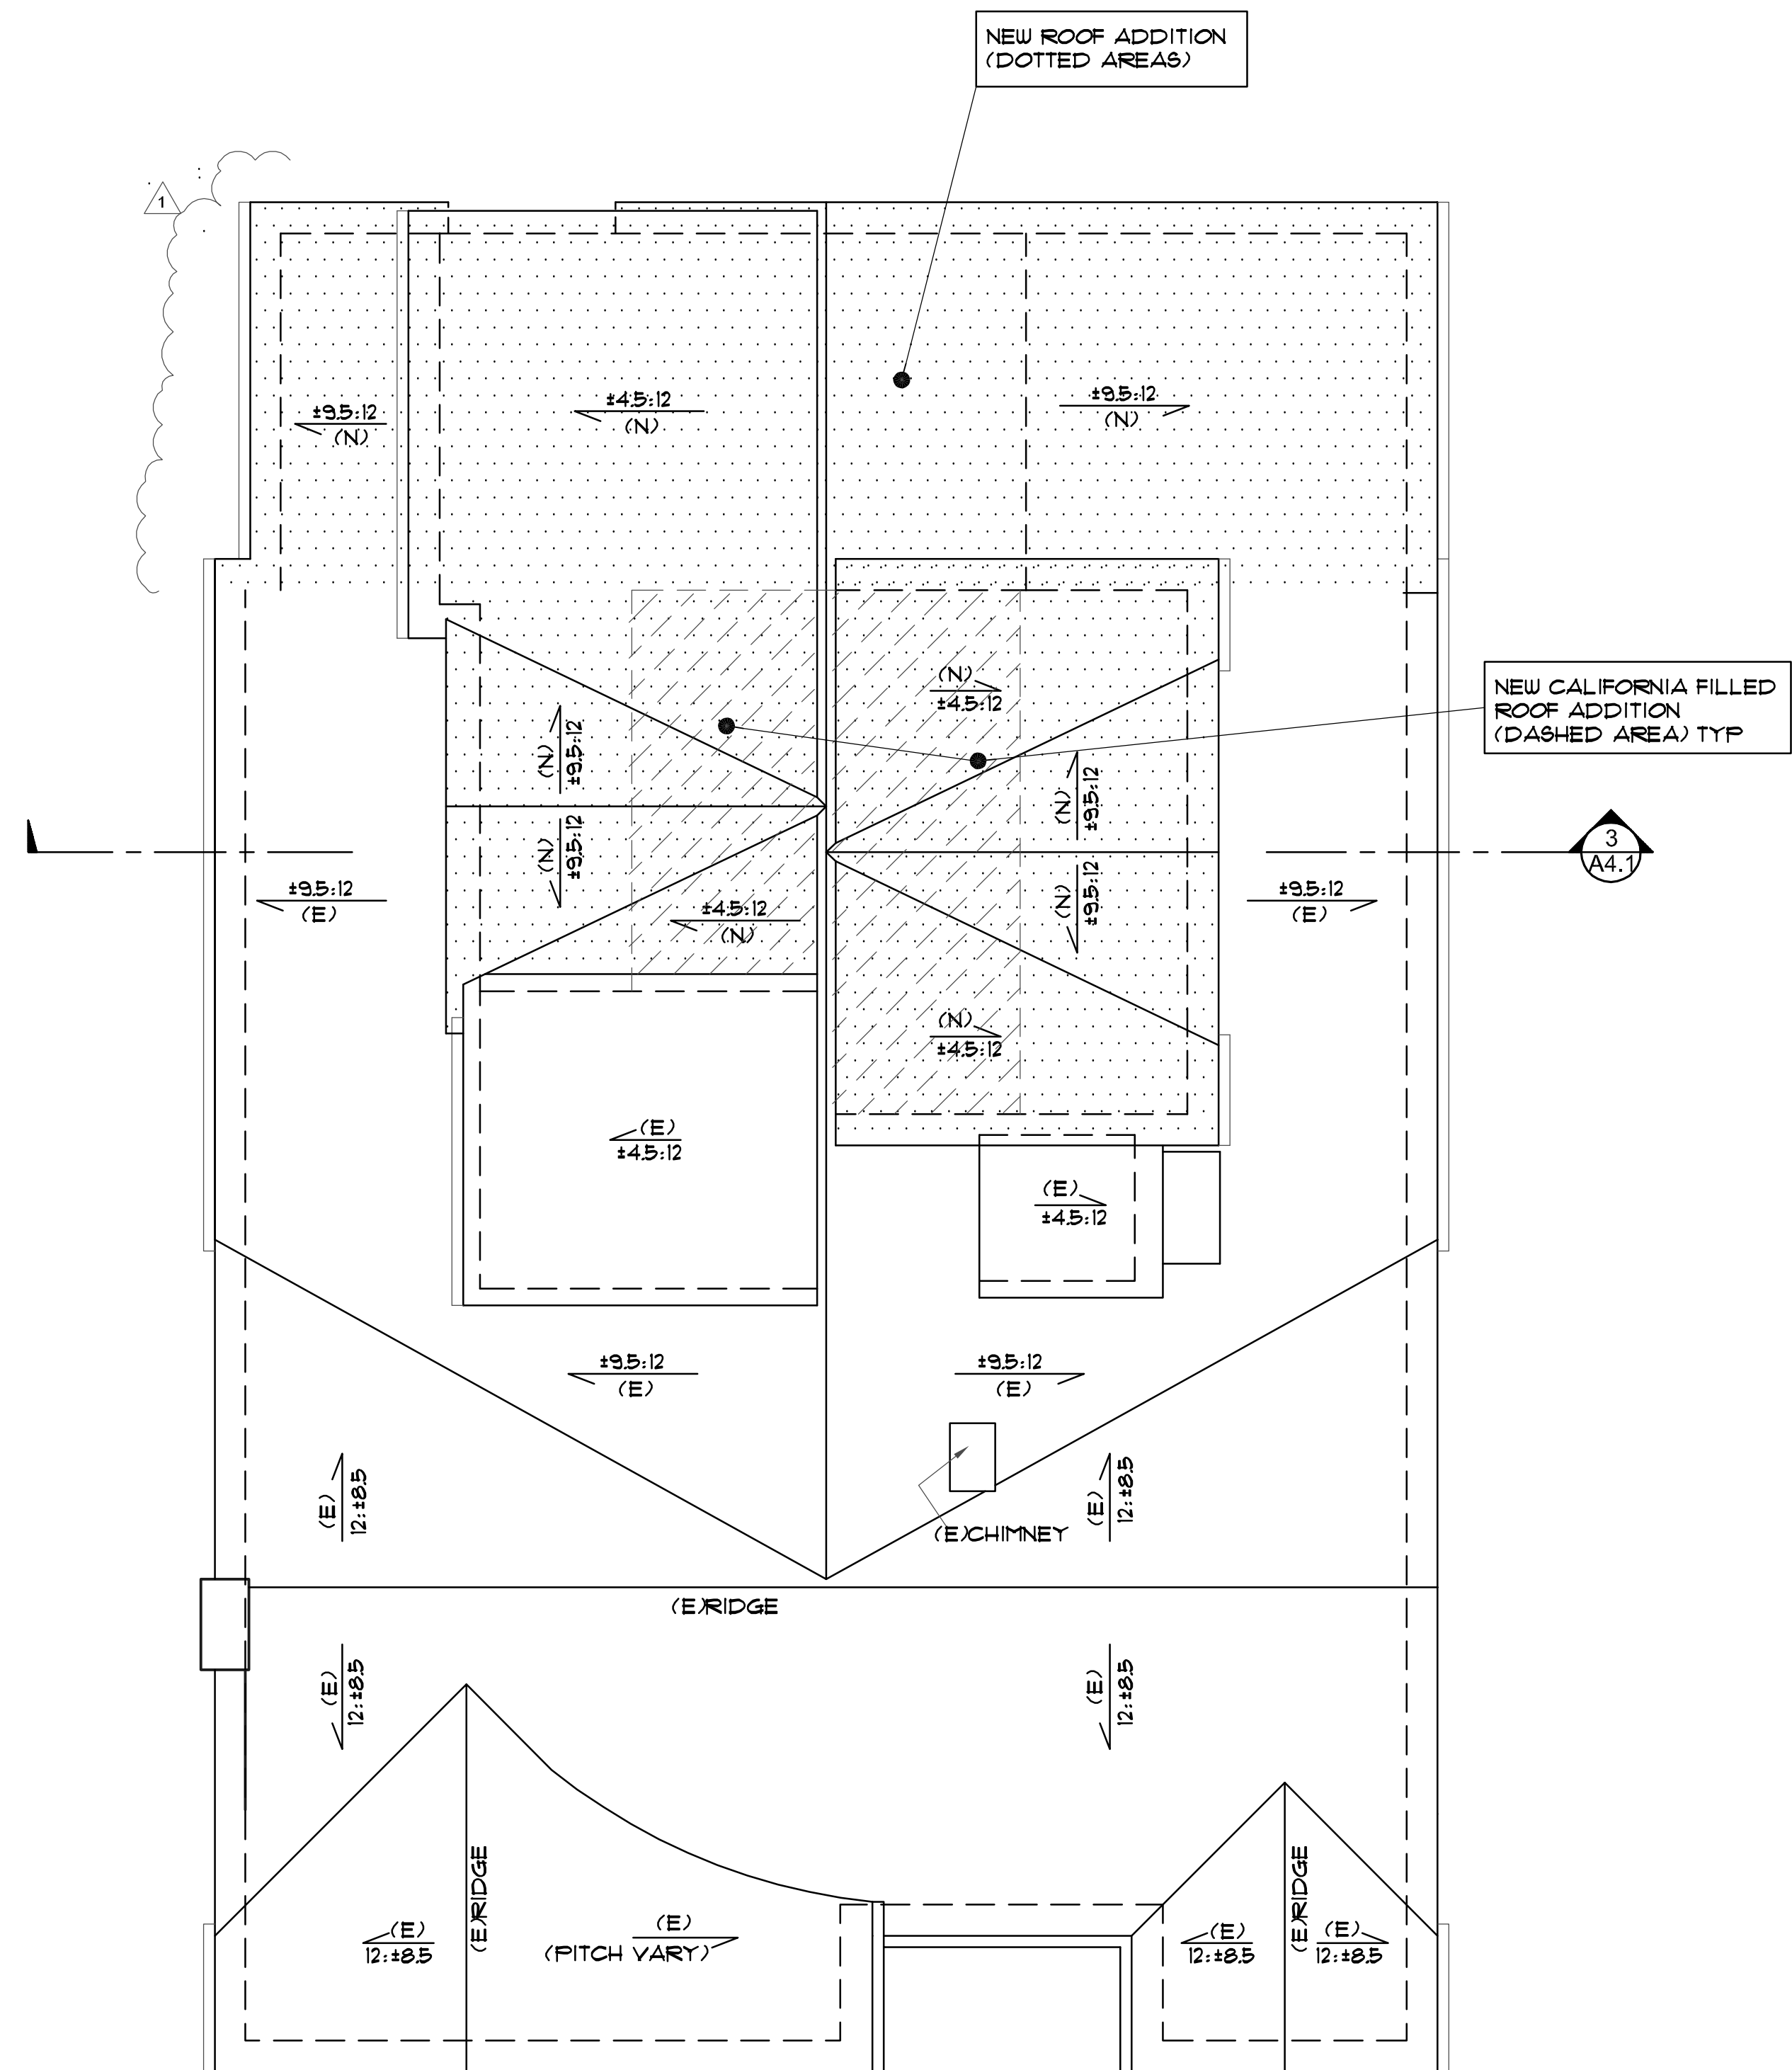 NEW ROOF ADDITION
(DOTTED AREAS)
1
±9.5:12
(N)
±4.5:12
(N)
±9.5:12
(N)
NEW CALIFORNIA FILLED
ROOF ADDITION
(DASHED AREA) TYP
(N)
±4.5:12
(N)
±9.5:12
(N)
±9.5:12
(N)
±9.5:12
(N)
±9.5:12
3
A4.1
±9.5:12
(E)
±4.5:12
(N)
±9.5:12
(E)
(N)
±4.5:12
(E)
±4.5:12
(E)
±4.5:12
±9.5:12
(E)
±9.5:12
(E)
(E)
12:±8.5
(E)
12:±8.5
(E)CHIMNEY
(E)RIDGE
(E)
12:±8.5
(E)
12:±8.5
(E)RIDGE
(E)RIDGE
(E)
12:±8.5
(E)
(PITCH VARY)
(E)
12:±8.5
(E)
12:±8.5